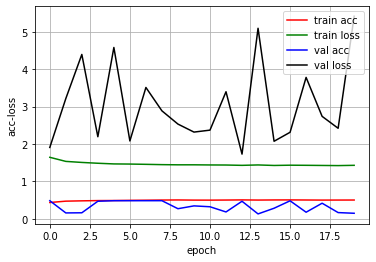 train acc
train loss
val acc
val loss
5
4
3
2
1
0
acc-loss
0.0 2.5 5.0 7.5 10.0 12.5 15.0 17.5
epoch